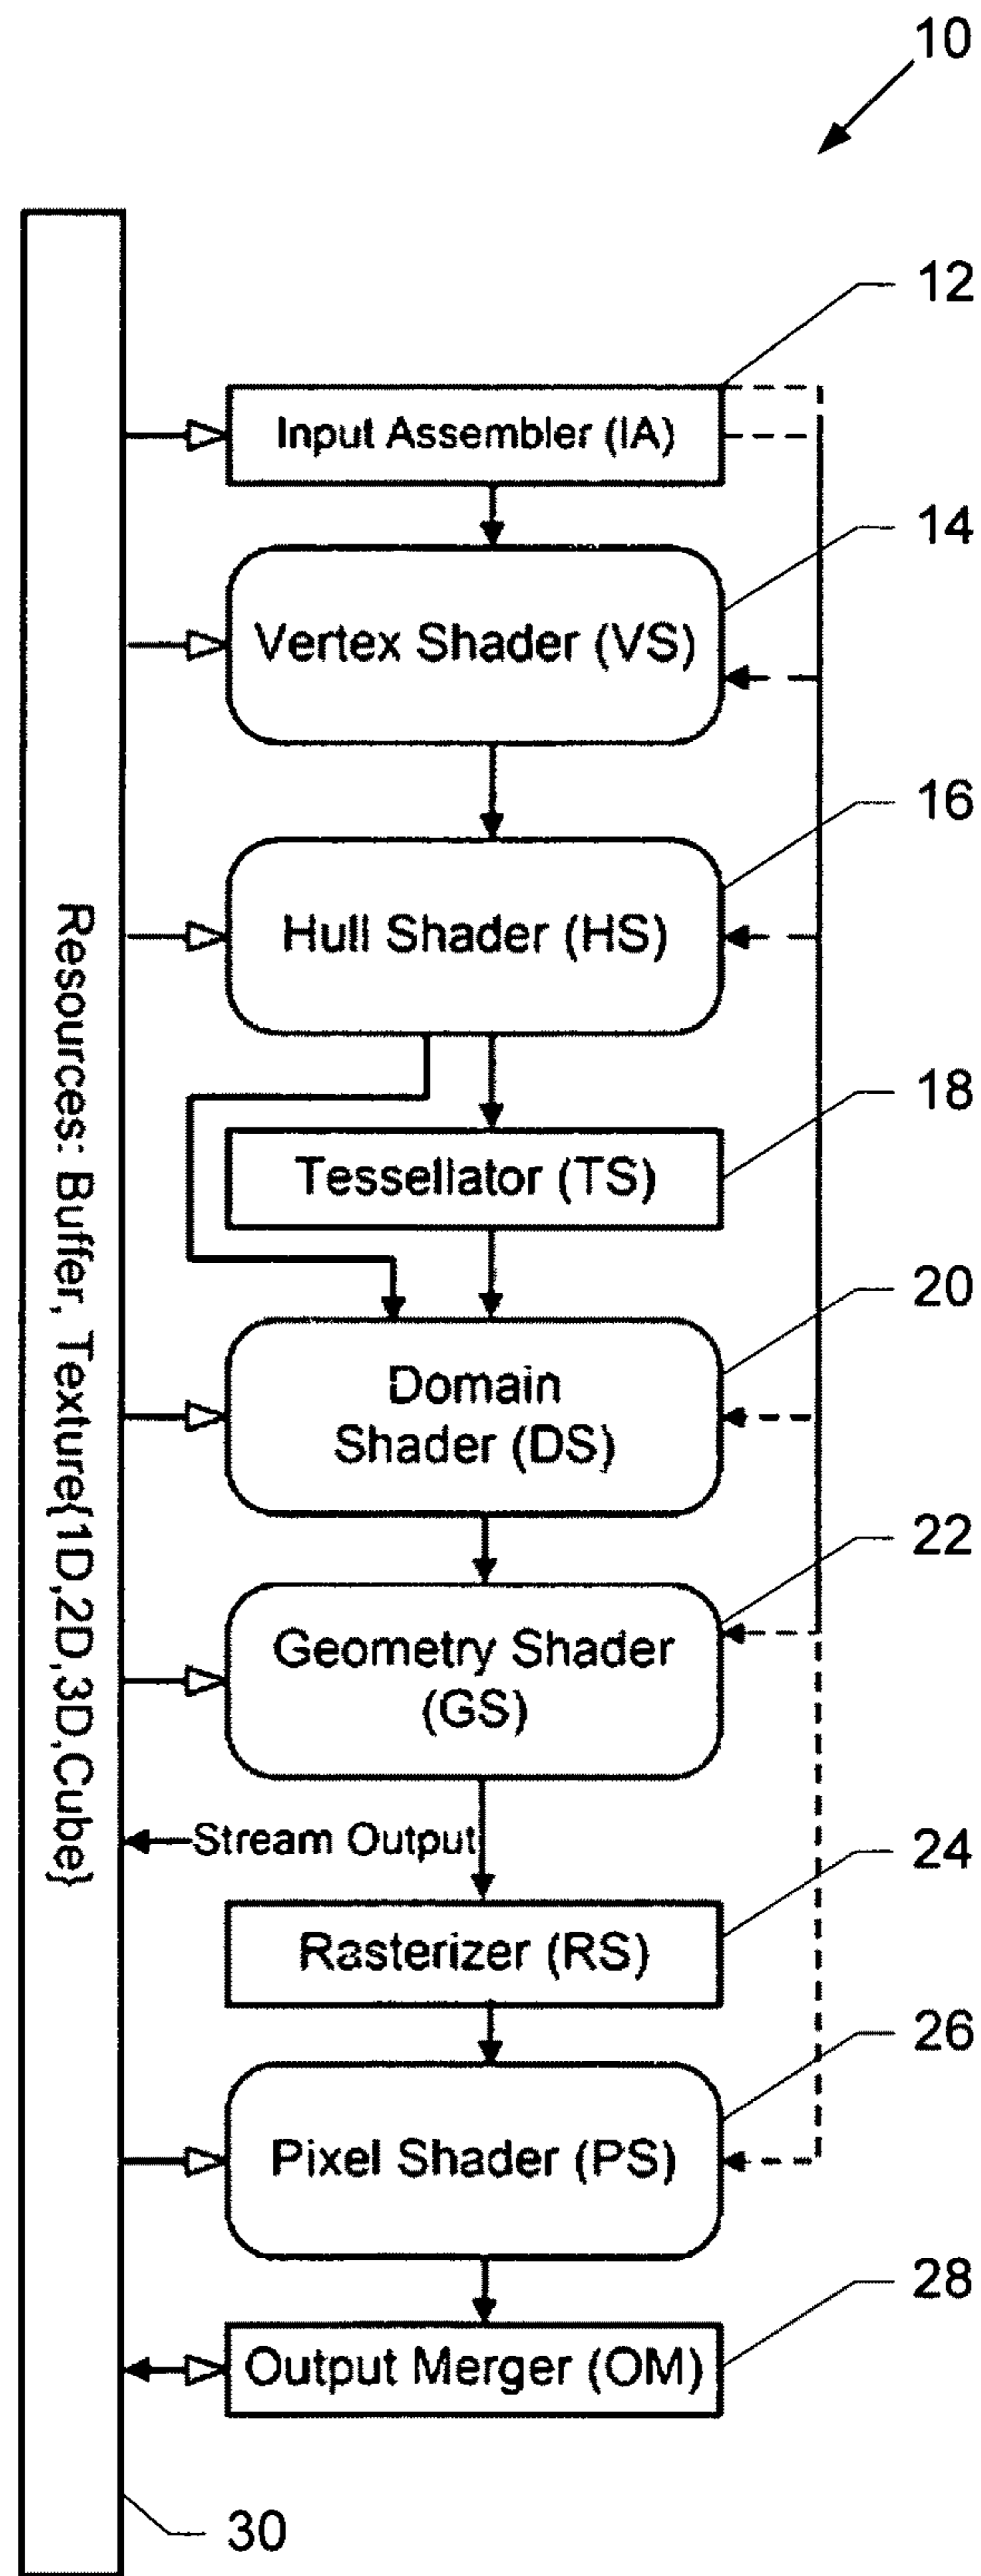 10
12
Input Assembler (IA)
14
Vertex Shader (VS)
16
Hull Shader (HS)
18
Tessellator (TS)
20
Domain
Shader (DS)
22
Geometry Shader
(GS)
Stream Output
24
Rasterizer (RS)
26
Pixel Shader (PS)
28
Output Merger (OM)
Resources: Buffer, Texture{1D,2D,3D,Cube}
30